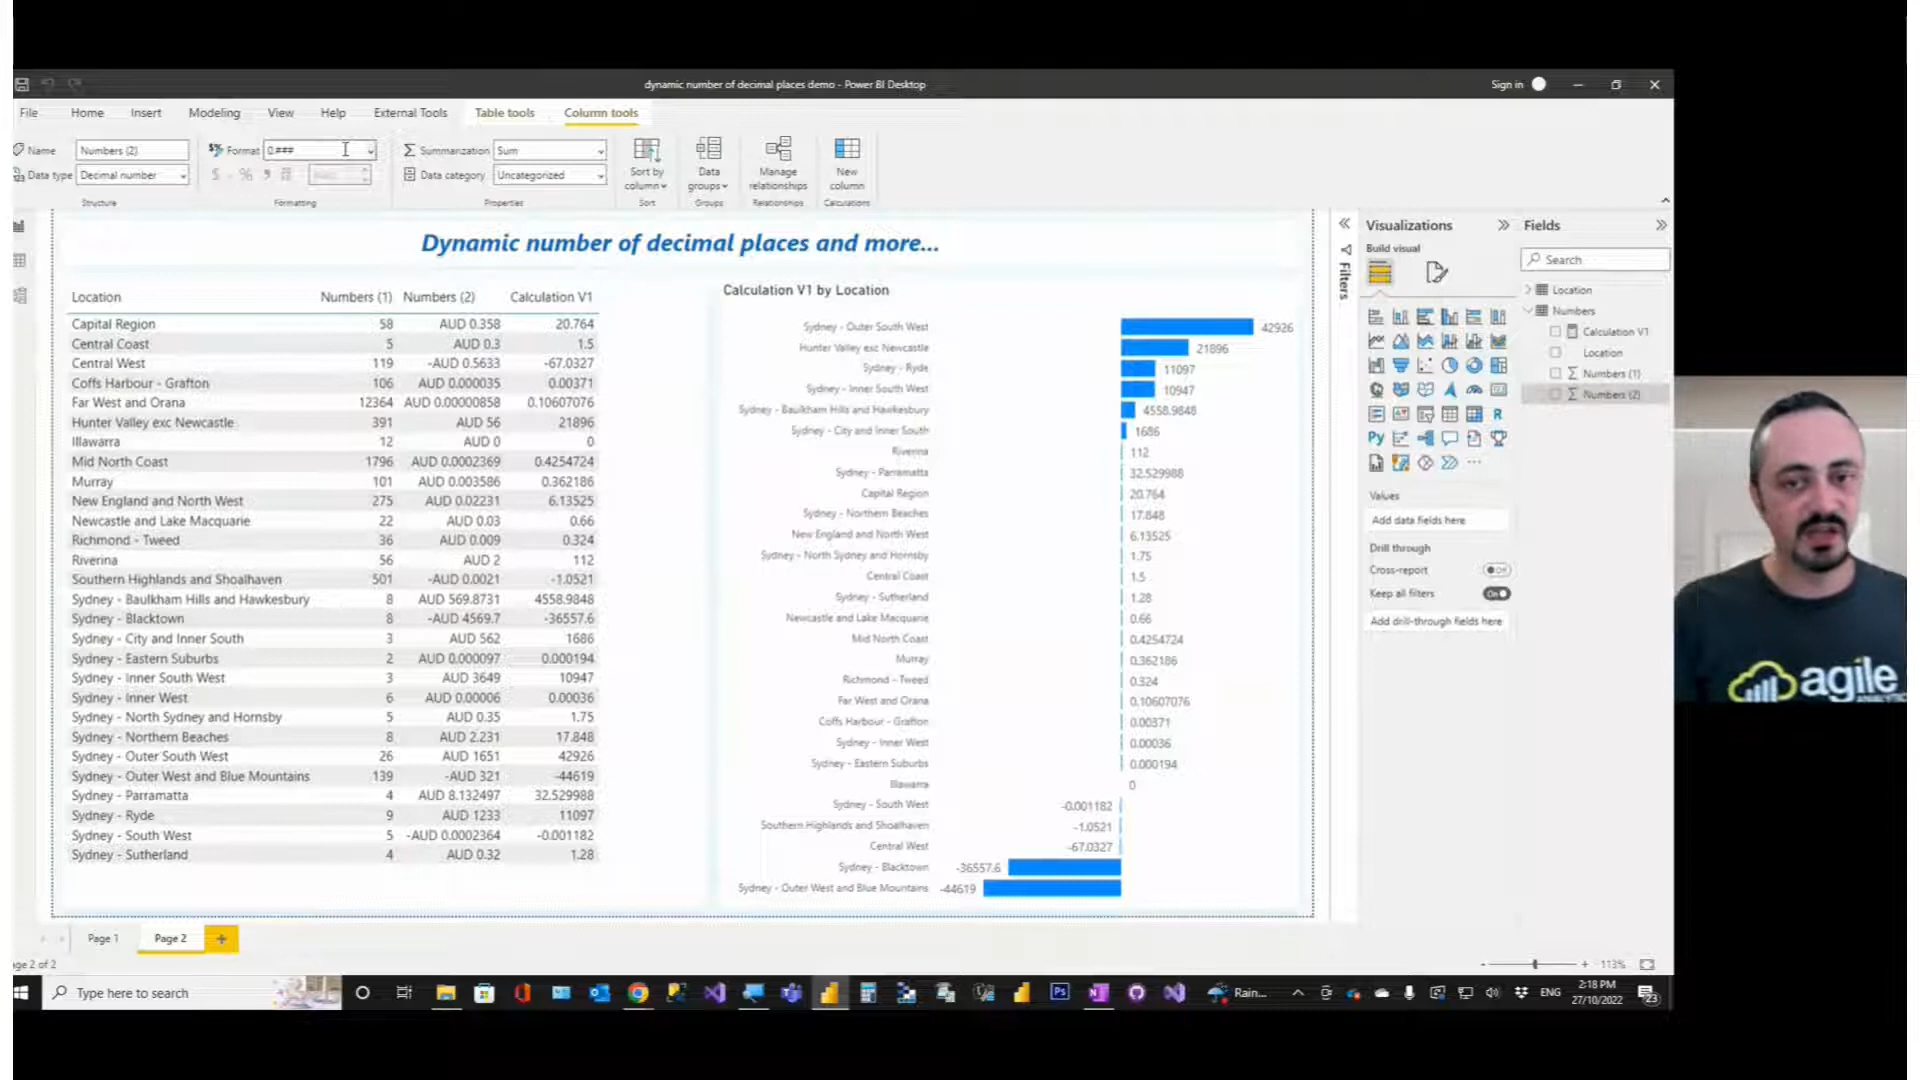 dynamic number of decimal places demo - Power BI Desktop
Sign in
File Home Insert Modeling View Help External Tools Table tools Column tools
Name Numbers (2) Format 0.### Summarization Sum
Data type Decimal number Data category Uncategorized
Sort by column
Data groups
Manage relationships
New column
Structure Formatting Properties Sort Groups Relationships Calculations
Dynamic number of decimal places and more...
Location Numbers (1) Numbers (2) Calculation V1
Capital Region 58 AUD 0.358 20.764
Central Coast 5 AUD 0.3 1.5
Central West 119 -AUD 0.5633 -67.0327
Coffs Harbour - Grafton 106 AUD 0.000035 0.00371
Far West and Orana 12364 AUD 0.00000858 0.10607076
Hunter Valley exc Newcastle 391 AUD 56 21896
Illawarra 12 AUD 0 0
Mid North Coast 1796 AUD 0.0002369 0.4254724
Murray 101 AUD 0.003586 0.362186
New England and North West 275 AUD 0.02231 6.13525
Newcastle and Lake Macquarie 22 AUD 0.03 0.66
Richmond - Tweed 36 AUD 0.009 0.324
Riverina 56 AUD 2 112
Southern Highlands and Shoalhaven 501 -AUD 0.0021 -1.0521
Sydney - Baulkham Hills and Hawkesbury 8 AUD 569.8731 4558.9848
Sydney - Blacktown 8 -AUD 4569.7 -36557.6
Sydney - City and Inner South 3 AUD 562 1686
Sydney - Eastern Suburbs 2 AUD 0.000097 0.000194
Sydney - Inner South West 3 AUD 3649 10947
Sydney - Inner West 6 AUD 0.00006 0.00036
Sydney - North Sydney and Hornsby 5 AUD 0.35 1.75
Sydney - Northern Beaches 8 AUD 2.231 17.848
Sydney - Outer South West 26 AUD 1651 42926
Sydney - Outer West and Blue Mountains 139 -AUD 321 -44619
Sydney - Parramatta 4 AUD 8.132497 32.529988
Sydney - Ryde 9 AUD 1233 11097
Sydney - South West 5 -AUD 0.0002364 -0.001182
Sydney - Sutherland 4 AUD 0.32 1.28
Calculation V1 by Location
Sydney - Outer South West 42926
Hunter Valley exc Newcastle 21896
Sydney - Ryde 11097
Sydney - Inner South West 10947
Sydney - Baulkham Hills and Hawkesbury 4558.9848
Sydney - City and Inner South 1686
Riverina 112
Sydney - Parramatta 32.529988
Capital Region 20.764
Sydney - Northern Beaches 17.848
New England and North West 6.13525
Sydney - North Sydney and Hornsby 1.75
Central Coast 1.5
Sydney - Sutherland 1.28
Newcastle and Lake Macquarie 0.66
Mid North Coast 0.4254724
Murray 0.362186
Richmond - Tweed 0.324
Far West and Orana 0.10607076
Coffs Harbour - Grafton 0.00371
Sydney - Inner West 0.00036
Sydney - Eastern Suburbs 0.000194
Illawarra 0
Sydney - South West -0.001182
Southern Highlands and Shoalhaven -1.0521
Central West -67.0327
Sydney - Blacktown -36557.6
Sydney - Outer West and Blue Mountains -44619
Filters
Visualizations
Build visual
R
Py
Values
Add data fields here
Drill through
Cross-report Off
Keep all filters On
Add drill-through fields here
Fields
Search
Location
Numbers
Calculation V1
Location
Numbers (1)
Numbers (2)
agile
Page 1 Page 2
age 2 of 2
113%
Type here to search
Ps
Rain...
ENG
2:18 PM
27/10/2022
23